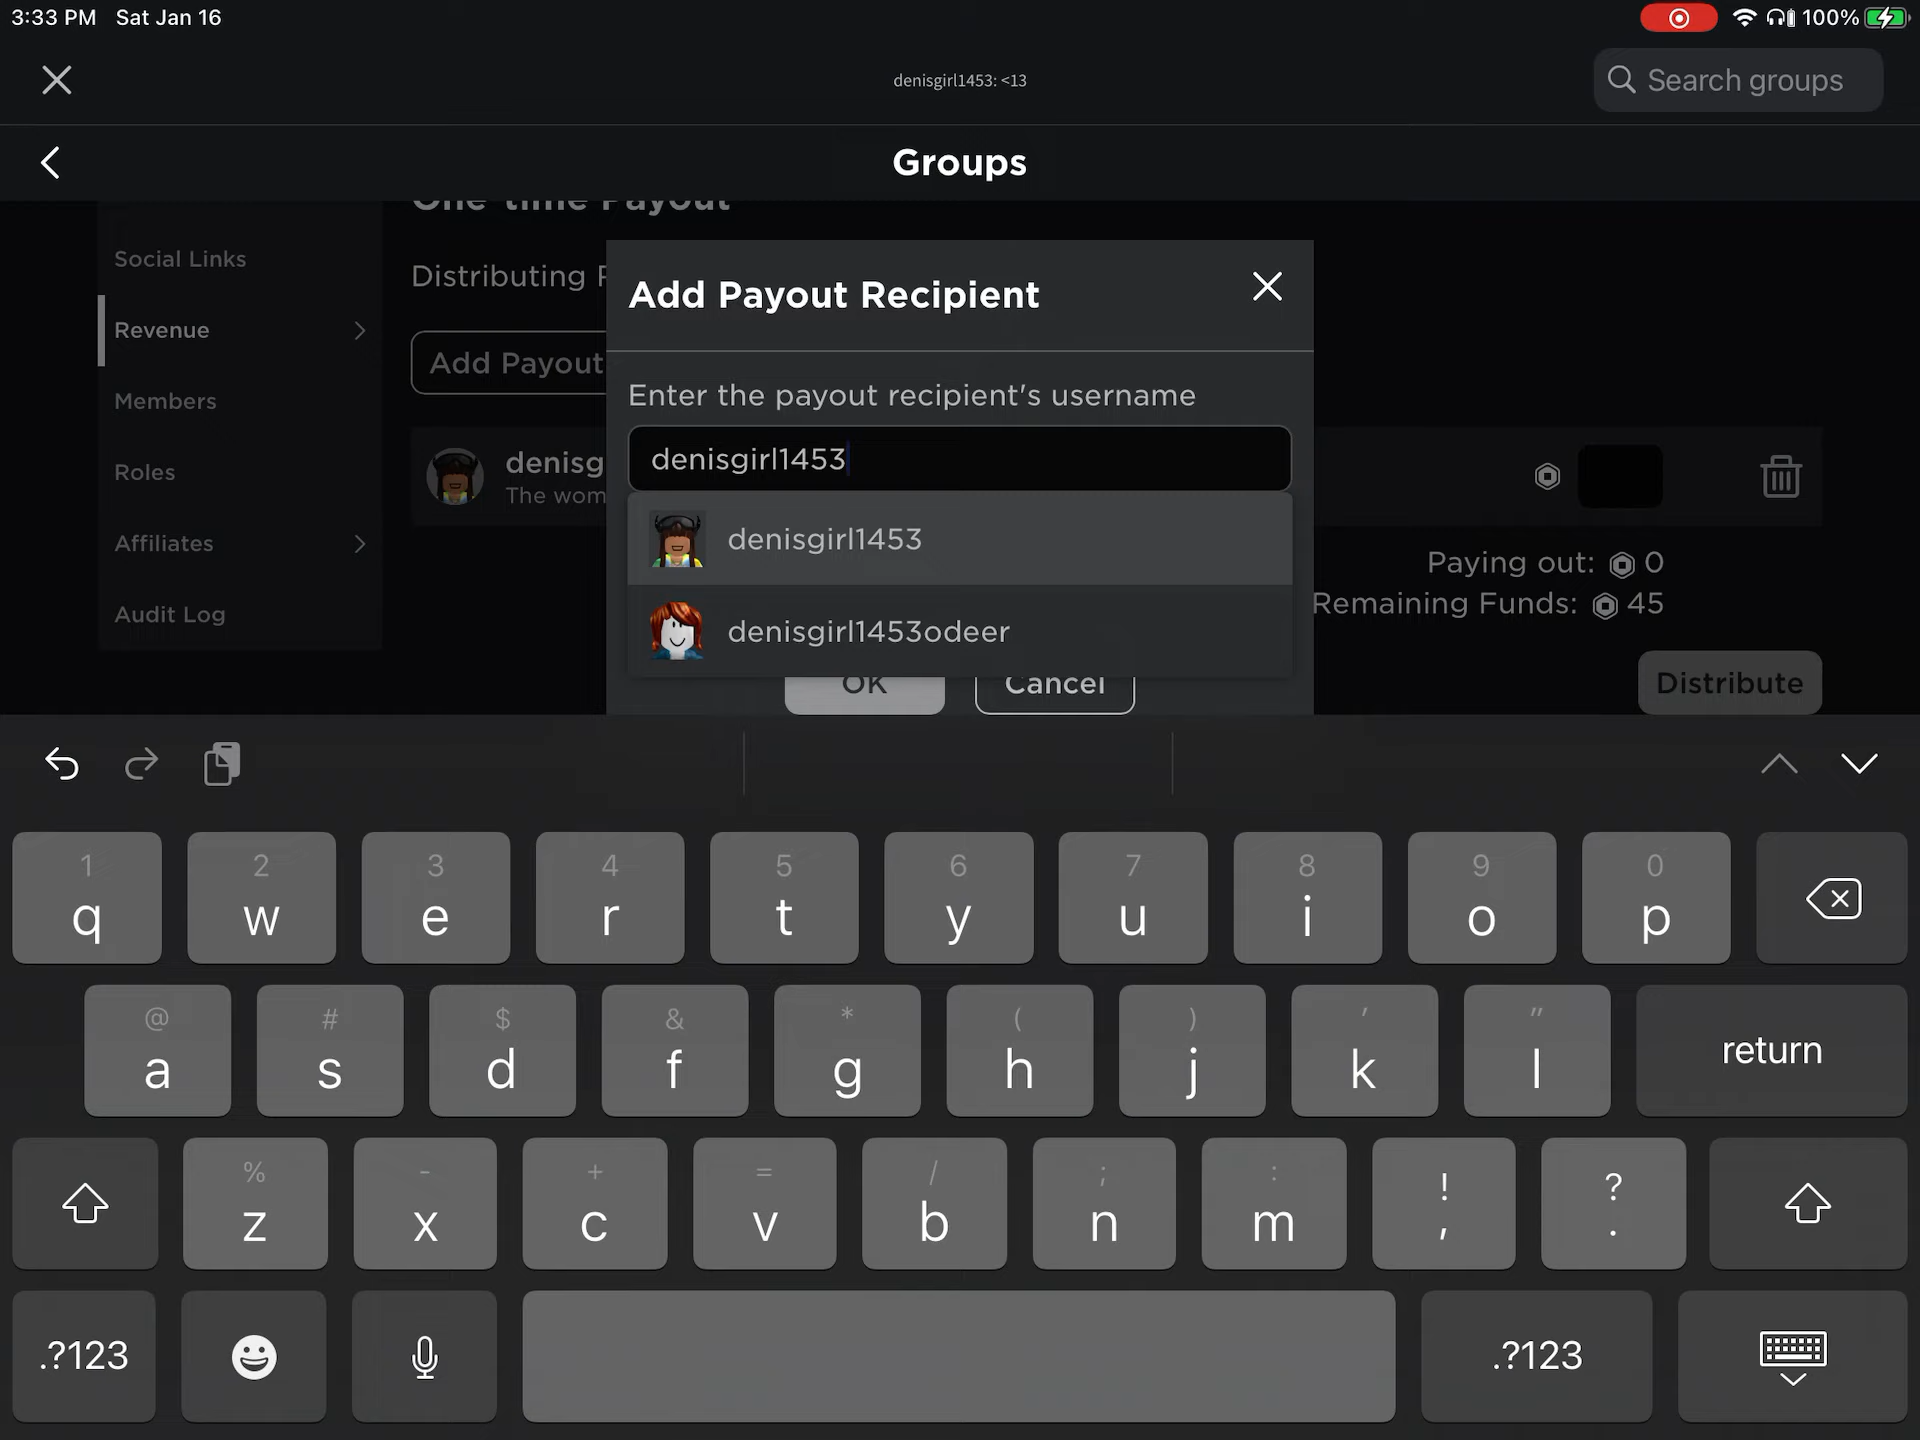 3:33 PM Sat Jan 16
100%
denisgirl1453: <13
Search groups
Groups
One-time Payout
Social Links
Revenue
Members
Roles
Affiliates
Audit Log
Distributing
Add Payout
denisg
The wom
Add Payout Recipient
Enter the payout recipient's username
denisgirl1453
denisgirl1453
denisgirl1453odeer
OK
Cancel
Paying out: 0
Remaining Funds: 45
Distribute
1 2 3 4 5 6 7 8 9 0
q w e r t y u i o p
@ # $ & * ( ) ' "
a s d f g h j k l
return
% - + = / ; : ! ?
z x c v b n m , .
.?123
.?123